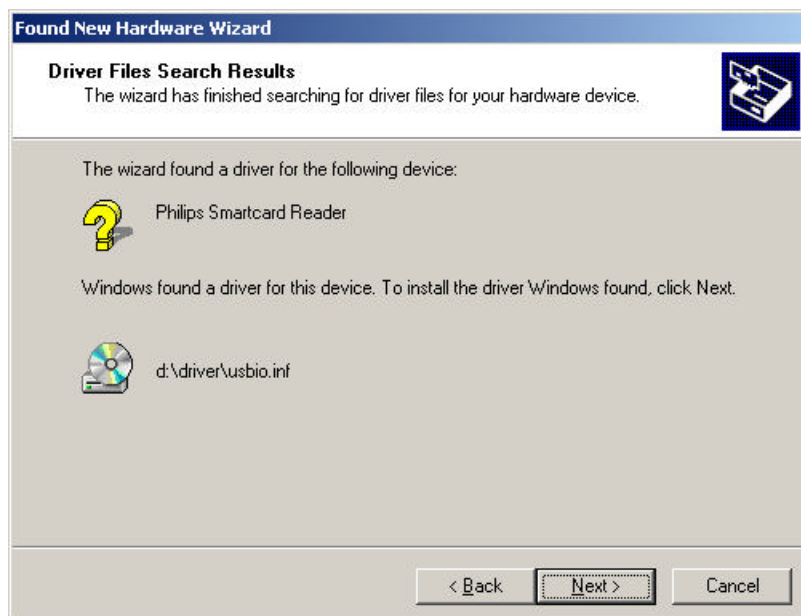 Found New Hardware Wizard
Driver Files Search Results
The wizard has finished searching for driver files for your hardware device.
The wizard found a driver for the following device:
Philips Smartcard Reader
Windows found a driver for this device. To install the driver Windows found, click Next.
d:\driver\usbio.inf
< Back
Next >
Cancel